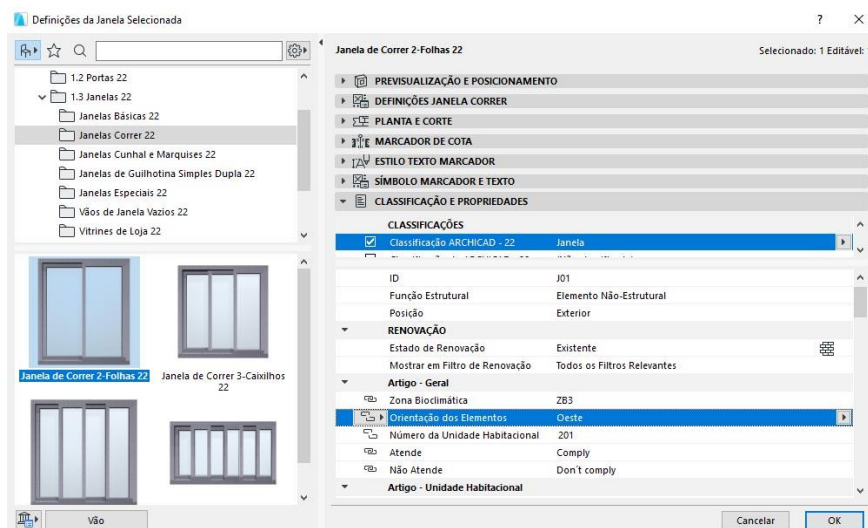 Definições da Janela Selecionada
?
1.2 Portas 22
1.3 Janelas 22
Janelas Básicas 22
Janelas Correr 22
Janelas Cunhal e Marquises 22
Janelas de Guilhotina Simples Dupla 22
Janelas Especiais 22
Vãos de Janela Vazios 22
Vitrines de Loja 22
Janela de Correr 2-Folhas 22
Janela de Correr 3-Caixilhos
22
Vão
Janela de Correr 2-Folhas 22
Selecionado: 1 Editável:
PREVISUALIZAÇÃO E POSICIONAMENTO
DEFINIÇÕES JANELA CORRER
PLANTA E CORTE
MARCADOR DE COTA
ESTILO TEXTO MARCADOR
SÍMBOLO MARCADOR E TEXTO
CLASSIFICAÇÃO E PROPRIEDADES
CLASSIFICAÇÕES
Classificação ARCHICAD - 22 Janela
ID J01
Função Estrutural Elemento Não-Estrutural
Posição Exterior
RENOVAÇÃO
Estado de Renovação Existente
Mostrar em Filtro de Renovação Todos os Filtros Relevantes
Artigo - Geral
Zona Bioclimática ZB3
Orientação dos Elementos Oeste
Número da Unidade Habitacional 201
Atende Comply
Não Atende Don´t comply
Artigo - Unidade Habitacional
Cancelar OK